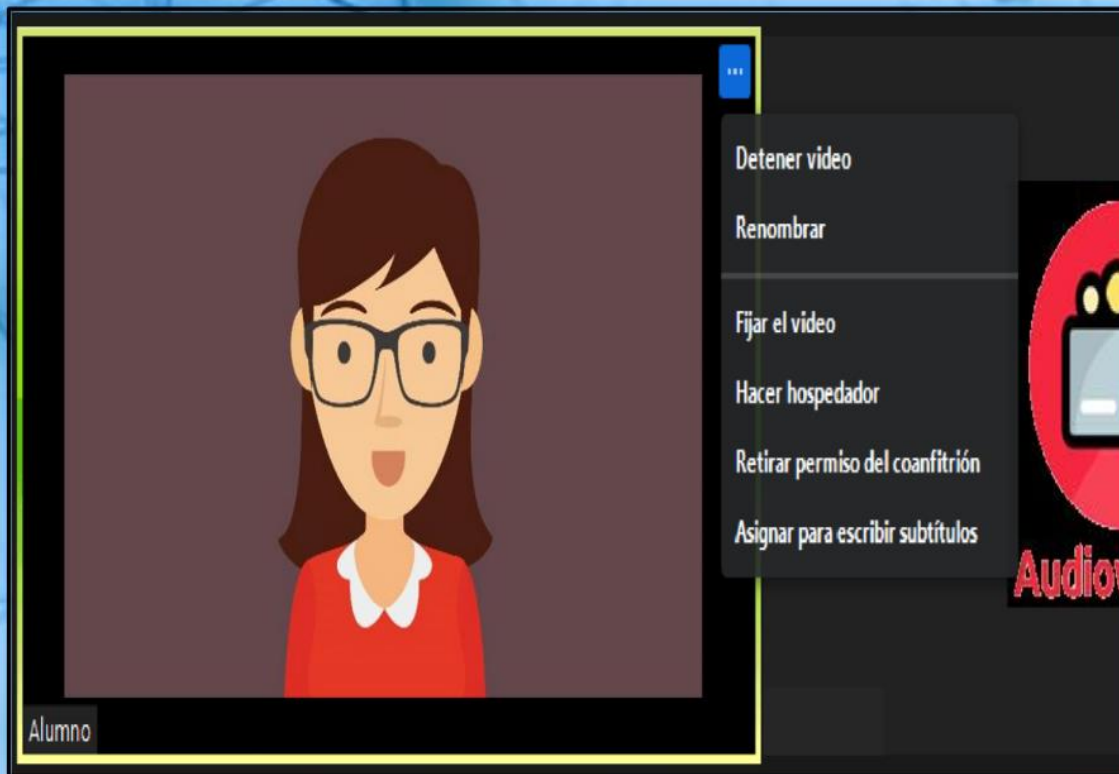 ...
Detener video
Renombrar
Fijar el video
Hacer hospedador
Retirar permiso del coanfitrión
Asignar para escribir subtítulos
Alumno